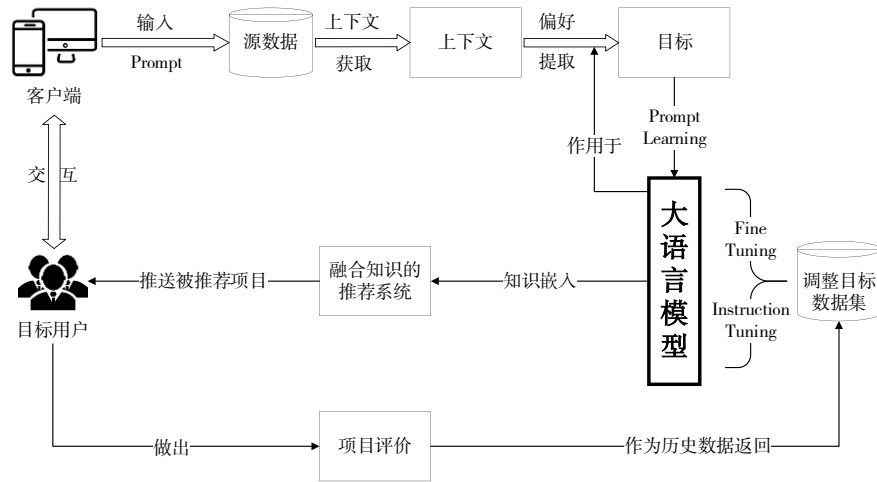 输入
Prompt
源数据
上下文
获取
上下文
偏好
提取
目标
客户端
Prompt
Learning
作用于
交互
大语言模型
Fine
Tuning
Instruction
Tuning
调整目标
数据集
知识嵌入
融合知识的
推荐系统
推送被推荐项目
目标用户
做出
项目评价
作为历史数据返回